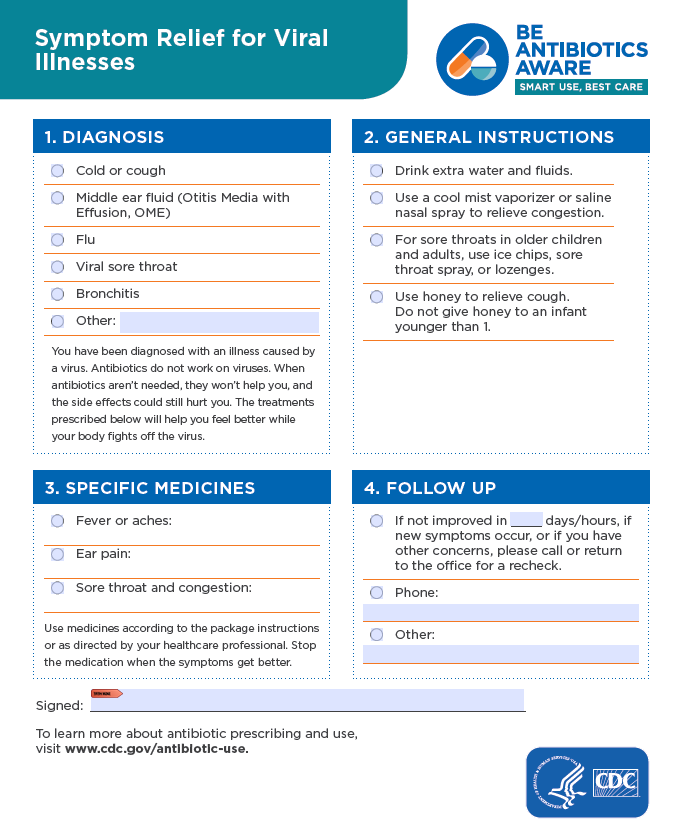 Symptom Relief for Viral
Illnesses
BE
ANTIBIOTICS
AWARE
SMART USE, BEST CARE
1. DIAGNOSIS
Cold or cough
Middle ear fluid (Otitis Media with
Effusion, OME)
Flu
Viral sore throat
Bronchitis
Other:
You have been diagnosed with an illness caused by
a virus. Antibiotics do not work on viruses. When
antibiotics aren't needed, they won't help you, and
the side effects could still hurt you. The treatments
prescribed below will help you feel better while
your body fights off the virus.
2. GENERAL INSTRUCTIONS
Drink extra water and fluids.
Use a cool mist vaporizer or saline
nasal spray to relieve congestion.
For sore throats in older children
and adults, use ice chips, sore
throat spray, or lozenges.
Use honey to relieve cough.
Do not give honey to an infant
younger than 1.
3. SPECIFIC MEDICINES
Fever or aches:
Ear pain:
Sore throat and congestion:
Use medicines according to the package instructions
or as directed by your healthcare professional. Stop
the medication when the symptoms get better.
4. FOLLOW UP
If not improved in ____ days/hours, if
new symptoms occur, or if you have
other concerns, please call or return
to the office for a recheck.
Phone:
Other:
Signed:
To learn more about antibiotic prescribing and use,
visit www.cdc.gov/antibiotic-use.
CDC